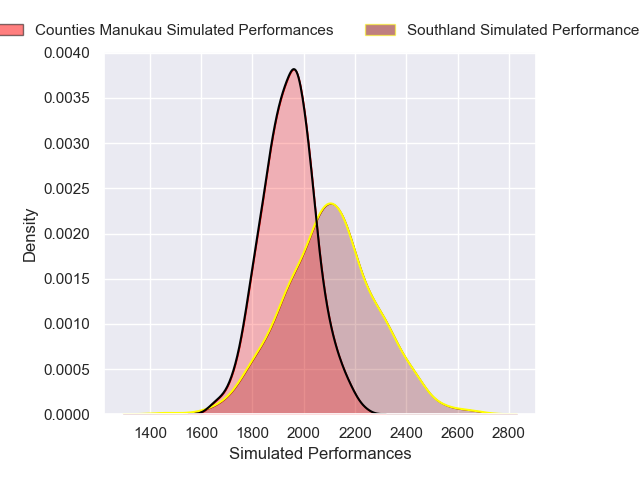 Counties Manukau Simulated Performances
Southland Simulated Performance
0.0040
0.0035
0.0030
0.0025
0.0020
0.0015
0.0010
0.0005
0.0000
Density
1400 1600 1800 2000 2200 2400 2600 2800
Simulated Performances